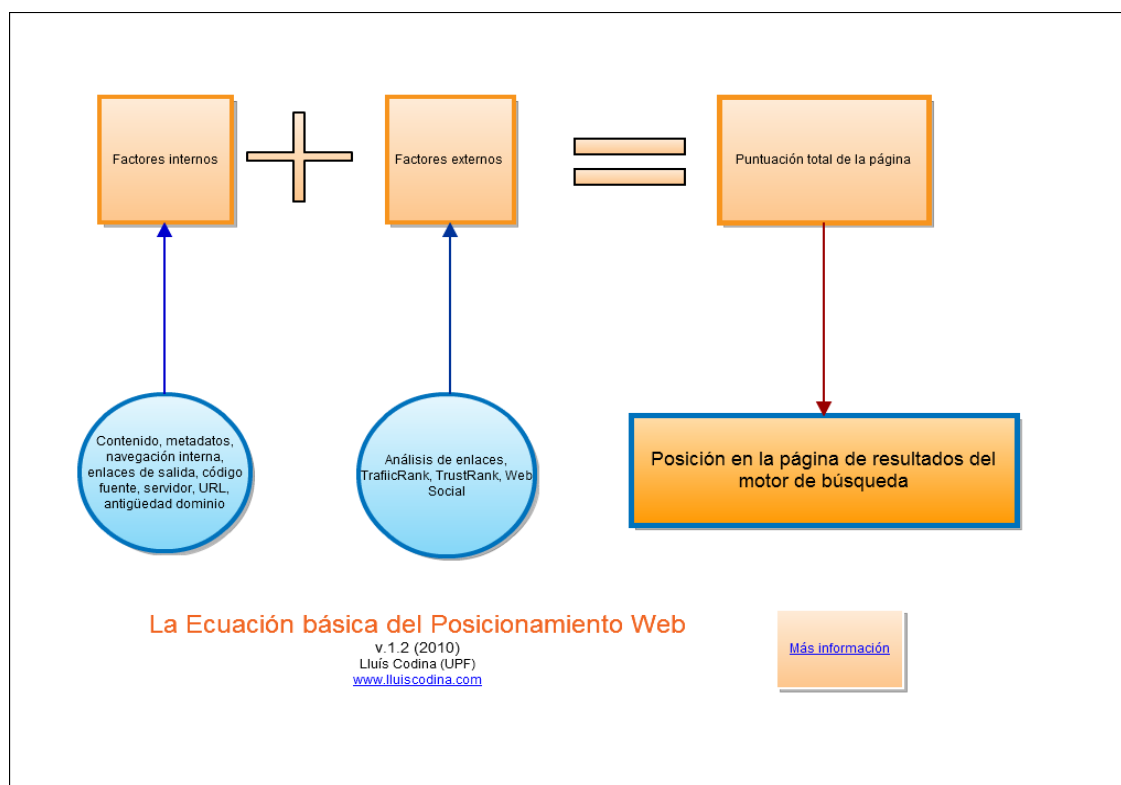 Factores internos
Factores externos
Puntuación total de la página
Contenido, metadatos,
navegación interna,
enlaces de salida, código
fuente, servidor, URL,
antigüedad dominio
Análisis de enlaces,
TrafiicRank, TrustRank, Web
Social
Posición en la página de resultados del
motor de búsqueda
La Ecuación básica del Posicionamiento Web
v.1.2 (2010)
Lluís Codina (UPF)
www.lluiscodina.com
Más información